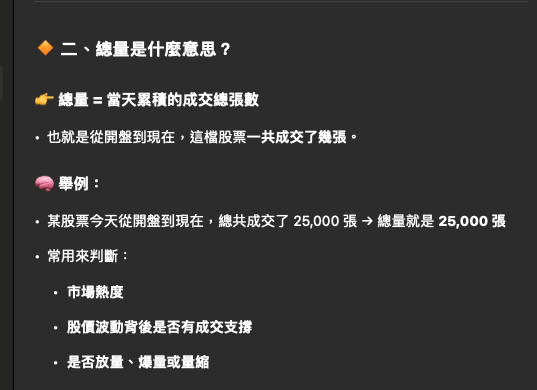 🔶 二、總量是什麼意思？
👉 總量 = 當天累積的成交總張數
• 也就是從開盤到現在，這檔股票一共成交了幾張。
🧠 舉例：
• 某股票今天從開盤到現在，總共成交了 25,000 張 → 總量就是 25,000 張
• 常用來判斷：
• 市場熱度
• 股價波動背後是否有成交支撐
• 是否放量、爆量或量縮